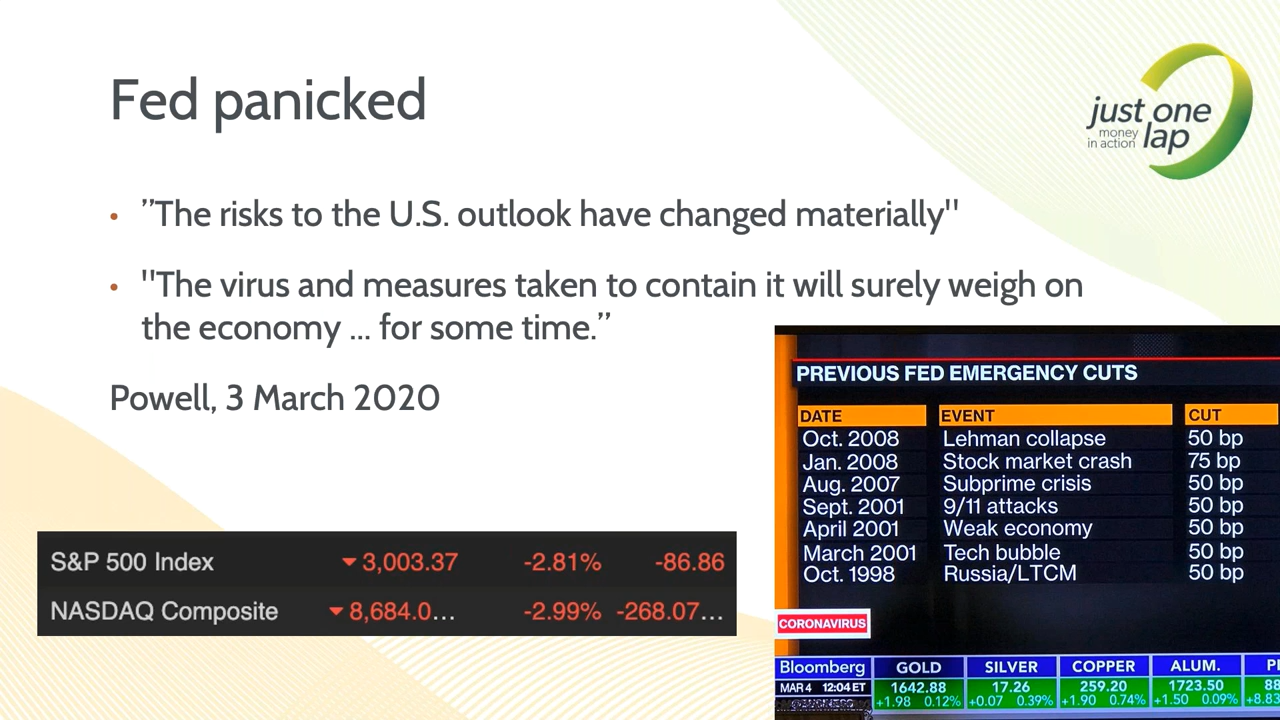 Fed panicked
just one
money
in action
lap
• ”The risks to the U.S. outlook have changed materially"
• "The virus and measures taken to contain it will surely weigh on
the economy ... for some time.”
Powell, 3 March 2020
S&P 500 Index ▼ 3,003.37 -2.81% -86.86
NASDAQ Composite ▼ 8,684.0... -2.99% -268.07...
PREVIOUS FED EMERGENCY CUTS
DATE EVENT CUT
Oct. 2008 Lehman collapse 50 bp
Jan. 2008 Stock market crash 75 bp
Aug. 2007 Subprime crisis 50 bp
Sept. 2001 9/11 attacks 50 bp
April 2001 Weak economy 50 bp
March 2001 Tech bubble 50 bp
Oct. 1998 Russia/LTCM 50 bp
CORONAVIRUS
Bloomberg GOLD SILVER COPPER ALUM.
MAR 4 12:04 ET 1642.88 17.26 259.20 1723.50
+1.98 0.12% +0.07 0.39% +1.90 0.74% +1.50 0.09%